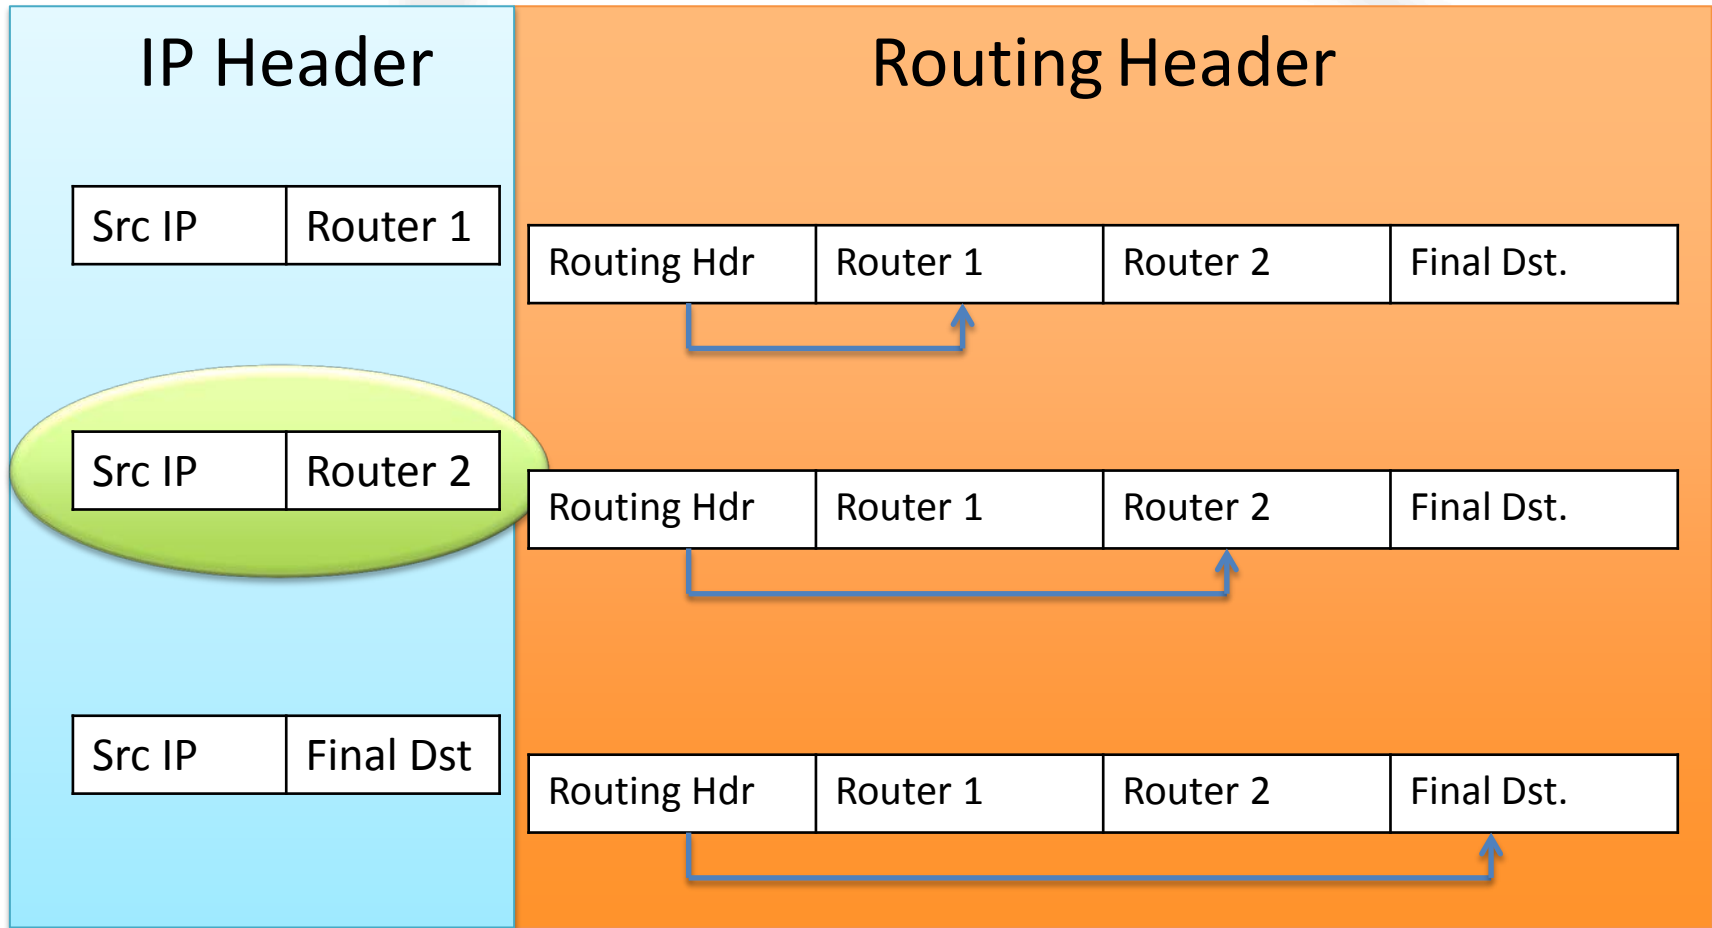 IP Header
Routing Header
Src IP Router 1
Routing Hdr Router 1 Router 2 Final Dst.
Src IP Router 2
Routing Hdr Router 1 Router 2 Final Dst.
Src IP Final Dst
Routing Hdr Router 1 Router 2 Final Dst.